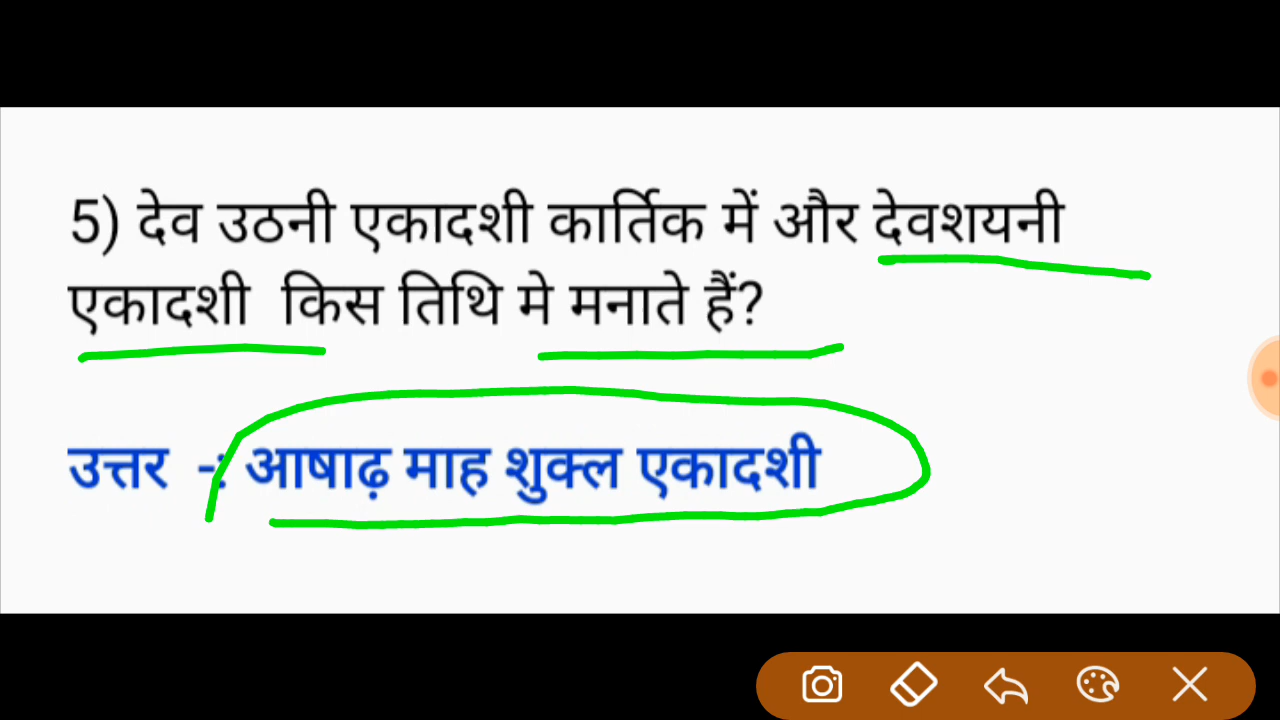 5) देव उठनी एकादशी कार्तिक में और देवशयनी
एकादशी किस तिथि मे मनाते हैं?
उत्तर -: आषाढ़ माह शुक्ल एकादशी